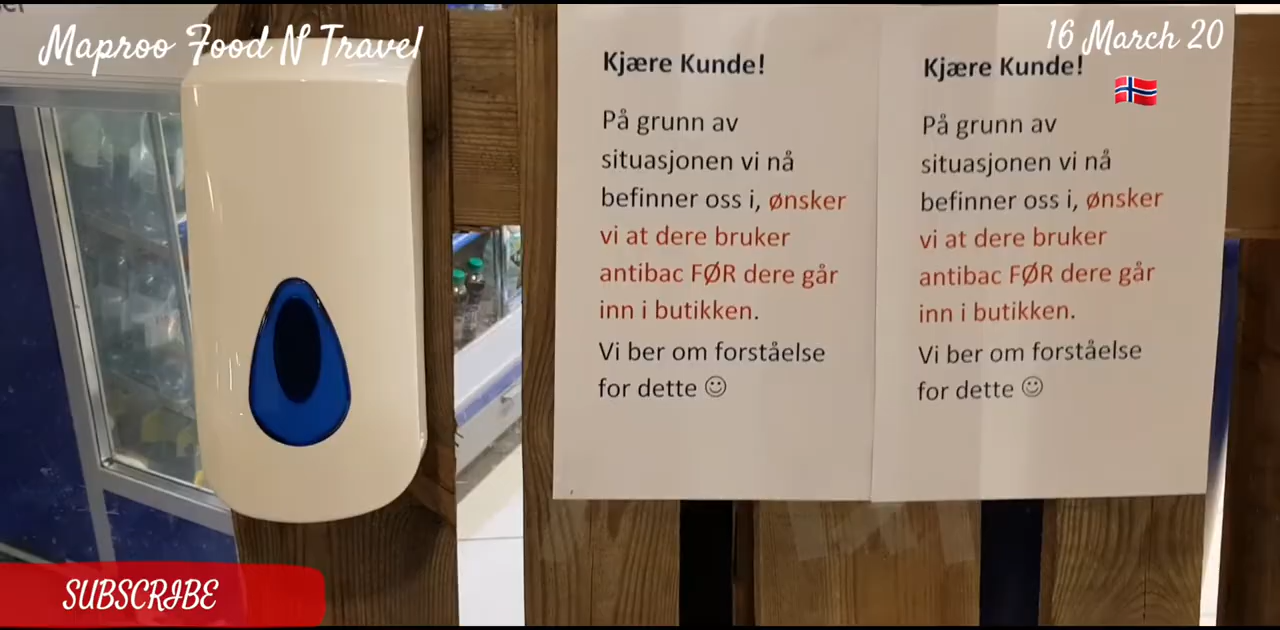 Maproo Food N Travel
16 March 20
Kjære Kunde!
På grunn av
situasjonen vi nå
befinner oss i, ønsker
vi at dere bruker
antibac FØR dere går
inn i butikken.
Vi ber om forståelse
for dette ☺
Kjære Kunde!
På grunn av
situasjonen vi nå
befinner oss i, ønsker
vi at dere bruker
antibac FØR dere går
inn i butikken.
Vi ber om forståelse
for dette ☺
SUBSCRIBE